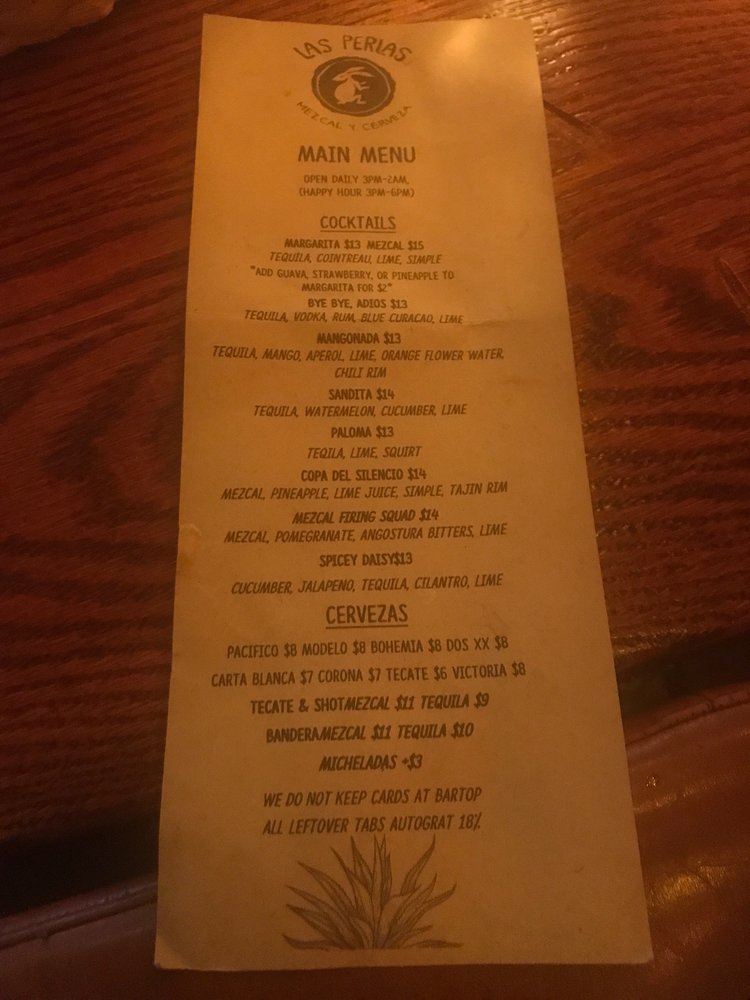 LAS PERLAS
MEZCAL Y CERVEZA
MAIN MENU
OPEN DAILY 3PM-2AM,
(HAPPY HOUR 3PM-6PM)
COCKTAILS
MARGARITA $13 MEZCAL $15
TEQUILA, COINTREAU, LIME, SIMPLE
"ADD GUAVA, STRAWBERRY, OR PINEAPPLE TO
MARGARITA FOR $2"
BYE BYE, ADIOS $13
TEQUILA, VODKA, RUM, BLUE CURACAO, LIME
MANGONADA $13
TEQUILA, MANGO, APEROL, LIME, ORANGE FLOWER WATER,
CHILI RIM
SANDITA $14
TEQUILA, WATERMELON, CUCUMBER, LIME
PALOMA $13
TEQILA, LIME, SQUIRT
COPA DEL SILENCIO $14
MEZCAL, PINEAPPLE, LIME JUICE, SIMPLE, TAJIN RIM
MEZCAL FIRING SQUAD $14
MEZCAL, POMEGRANATE, ANGOSTURA BITTERS, LIME
SPICEY DAISY$13
CUCUMBER, JALAPENO, TEQUILA, CILANTRO, LIME
CERVEZAS
PACIFICO $8 MODELO $8 BOHEMIA $8 DOS XX $8
CARTA BLANCA $7 CORONA $7 TECATE $6 VICTORIA $8
TECATE & SHOTMEZCAL $11 TEQUILA $9
BANDERAMEZCAL $11 TEQUILA $10
MICHELADAS +$3
WE DO NOT KEEP CARDS AT BARTOP
ALL LEFTOVER TABS AUTOGRAT 18%